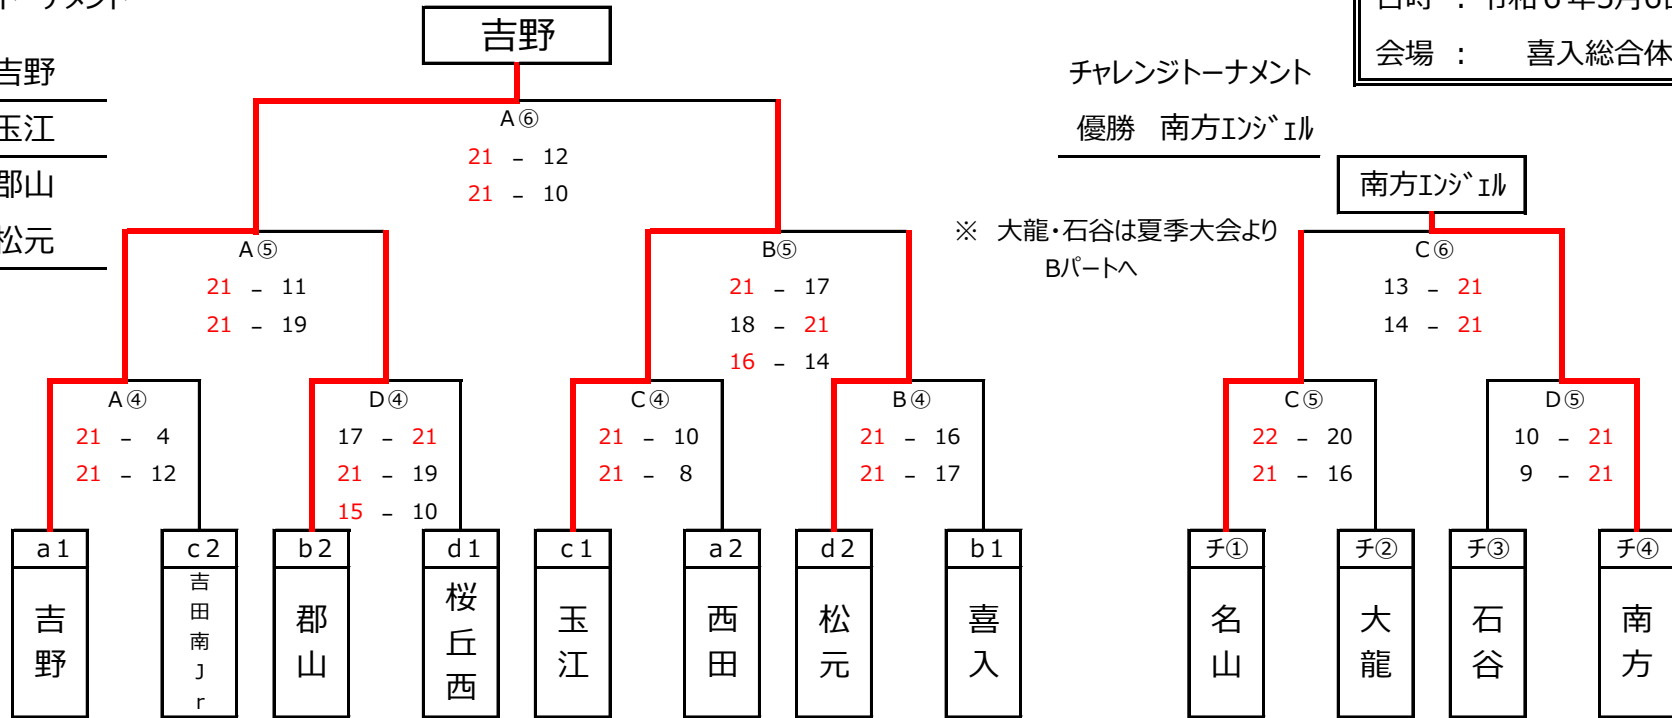 吉野
玉江
郡山
松元
吉野
会場 : 喜入総合体
チャレンジトーナメント
優勝 南方ｴﾝｼﾞｪﾙ
南方ｴﾝｼﾞｪﾙ
※ 大龍・石谷は夏季大会より
Bパートへ
A⑥
21 – 12
21 – 10
A⑤
21 – 11
21 – 19
B⑤
21 – 17
18 – 21
16 – 14
C⑥
13 – 21
14 – 21
A④
21 – 4
21 – 12
D④
17 – 21
21 – 19
15 – 10
C④
21 – 10
21 – 8
B④
21 – 16
21 – 17
C⑤
22 – 20
21 – 16
D⑤
10 – 21
9 – 21
a1
吉野
c2
吉田南Jr
b2
郡山
d1
桜丘西
c1
玉江
a2
西田
d2
松元
b1
喜入
チ①
名山
チ②
大龍
チ③
石谷
チ④
南方